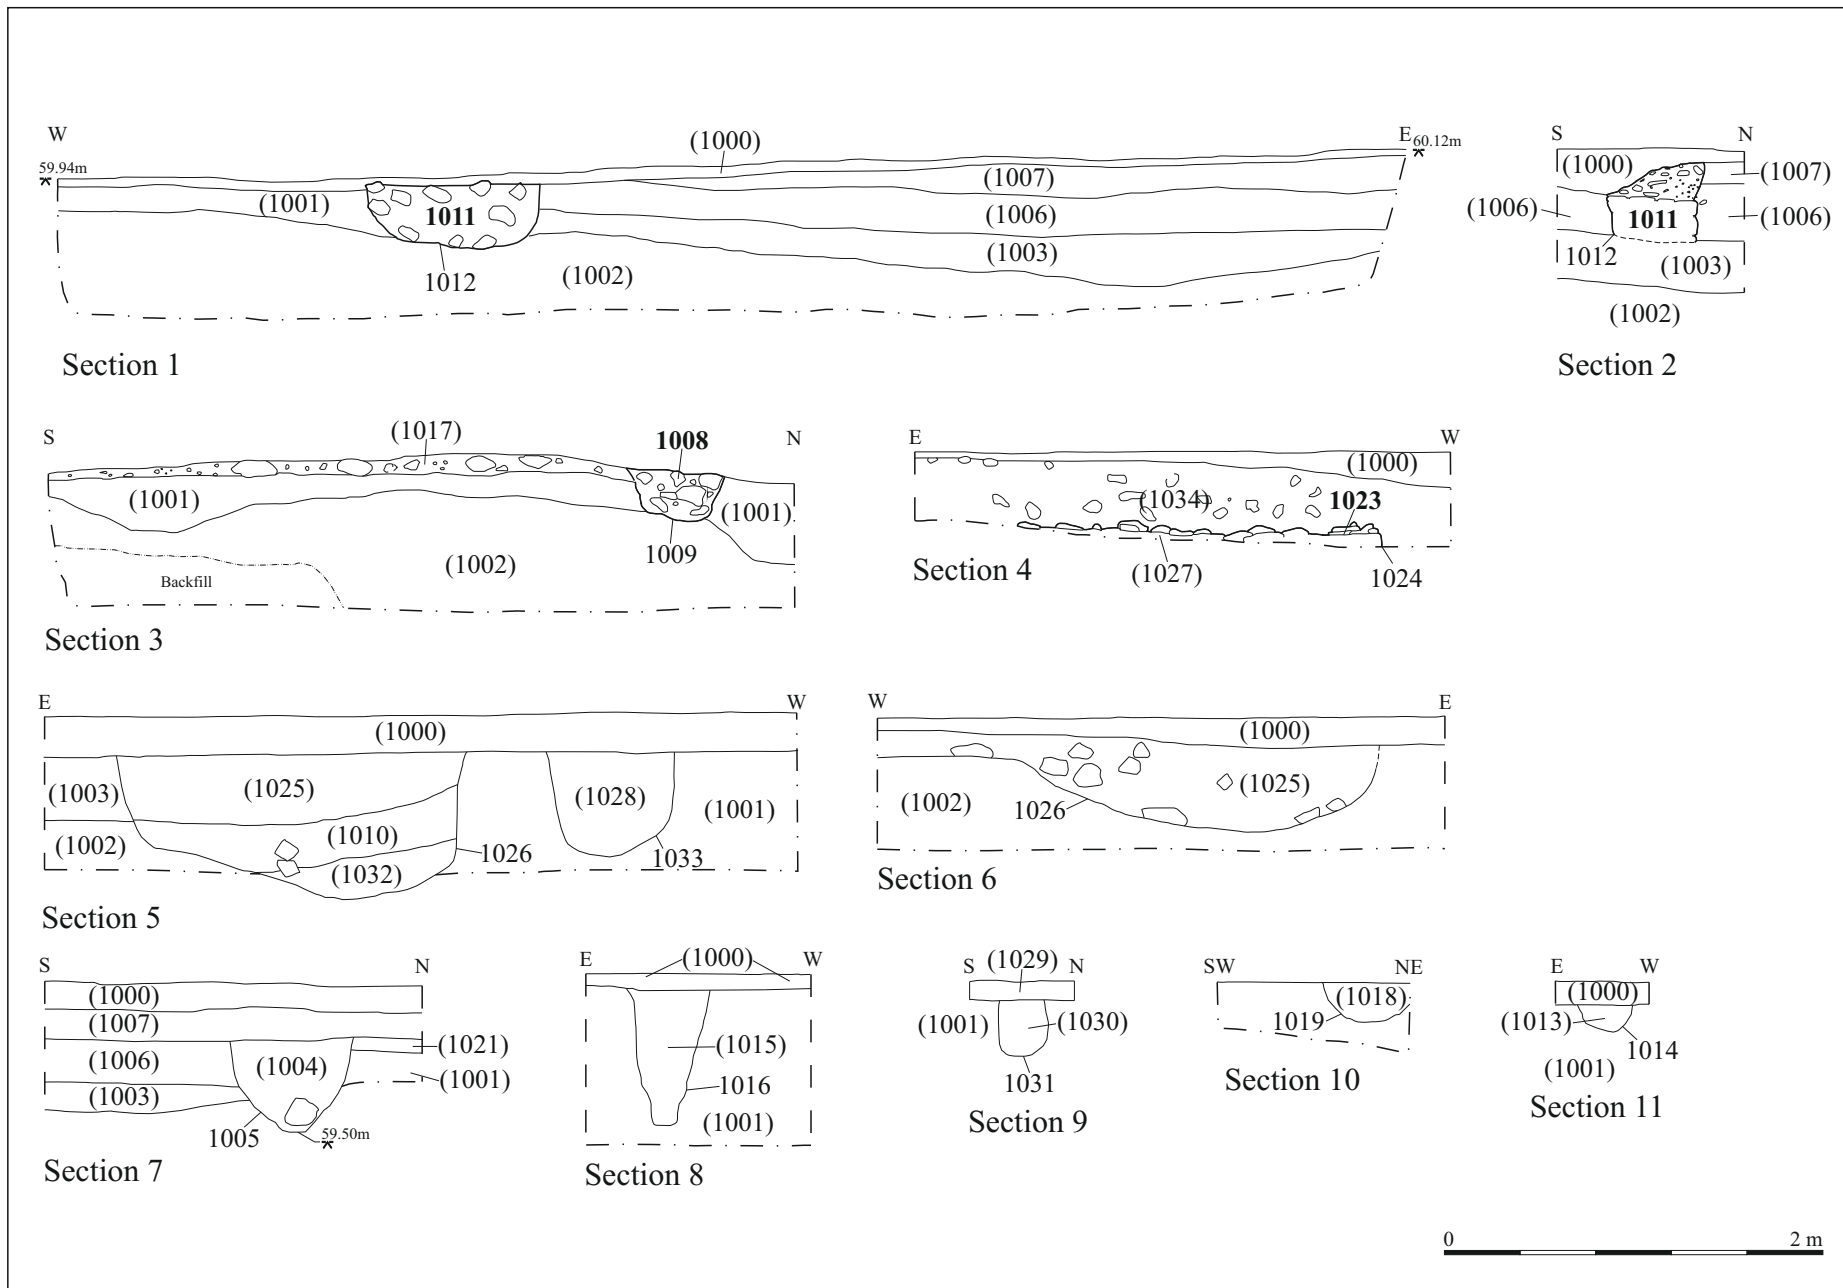 W
E 60.12m
59.94m
(1000)
(1001)
1011
(1007)
(1006)
(1003)
1012
(1002)
Section 1
S
N
(1000)
(1007)
(1006)
1011
(1006)
1012
(1003)
(1002)
Section 2
S
(1017)
1008
N
(1001)
(1001)
1009
(1002)
Backfill
Section 3
E
W
(1000)
(1034)
1023
(1027)
1024
Section 4
E
W
(1000)
(1003)
(1025)
(1028)
(1001)
(1002)
(1010)
1026
1033
(1032)
Section 5
W
E
(1000)
(1002)
1026
(1025)
Section 6
S
N
(1000)
(1007)
(1006)
(1004)
(1021)
(1001)
(1003)
1005
59.50m
Section 7
E
(1000)
W
(1015)
1016
(1001)
Section 8
S
(1029)
N
(1001)
(1030)
1031
Section 9
SW
NE
(1018)
1019
Section 10
E
W
(1000)
(1013)
1014
(1001)
Section 11
0
2 m